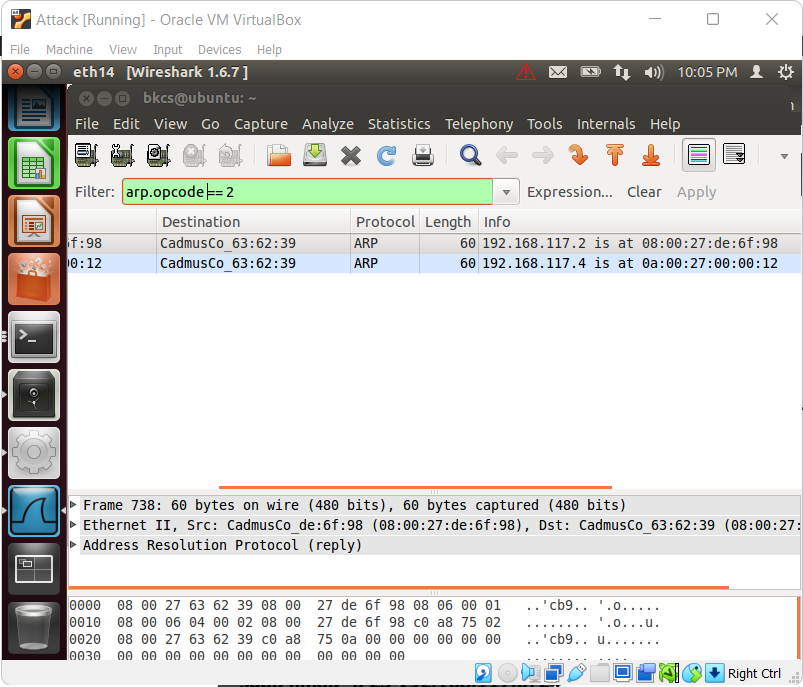 Attack [Running] - Oracle VM VirtualBox
File Machine View Input Devices Help
eth14 [Wireshark 1.6.7 ] 10:05 PM
bkcs@ubuntu: ~
File Edit View Go Capture Analyze Statistics Telephony Tools Internals Help
Filter: arp.opcode == 2 Expression... Clear Apply
Destination Protocol Length Info
6f:98 CadmusCo_63:62:39 ARP 60 192.168.117.2 is at 08:00:27:de:6f:98
00:12 CadmusCo_63:62:39 ARP 60 192.168.117.4 is at 0a:00:27:00:00:12
Frame 738: 60 bytes on wire (480 bits), 60 bytes captured (480 bits)
Ethernet II, Src: CadmusCo_de:6f:98 (08:00:27:de:6f:98), Dst: CadmusCo_63:62:39 (08:00:27:
Address Resolution Protocol (reply)
0000 08 00 27 63 62 39 08 00 27 de 6f 98 08 06 00 01 ..'cb9.. '.o.....
0010 08 00 06 04 00 02 08 00 27 de 6f 98 c0 a8 75 02 ........ '.o...u.
0020 08 00 27 63 62 39 c0 a8 75 0a 00 00 00 00 00 00 ..'cb9.. u.......
0030 00 00 00 00 00 00 00 00 00 00 00 00
Right Ctrl